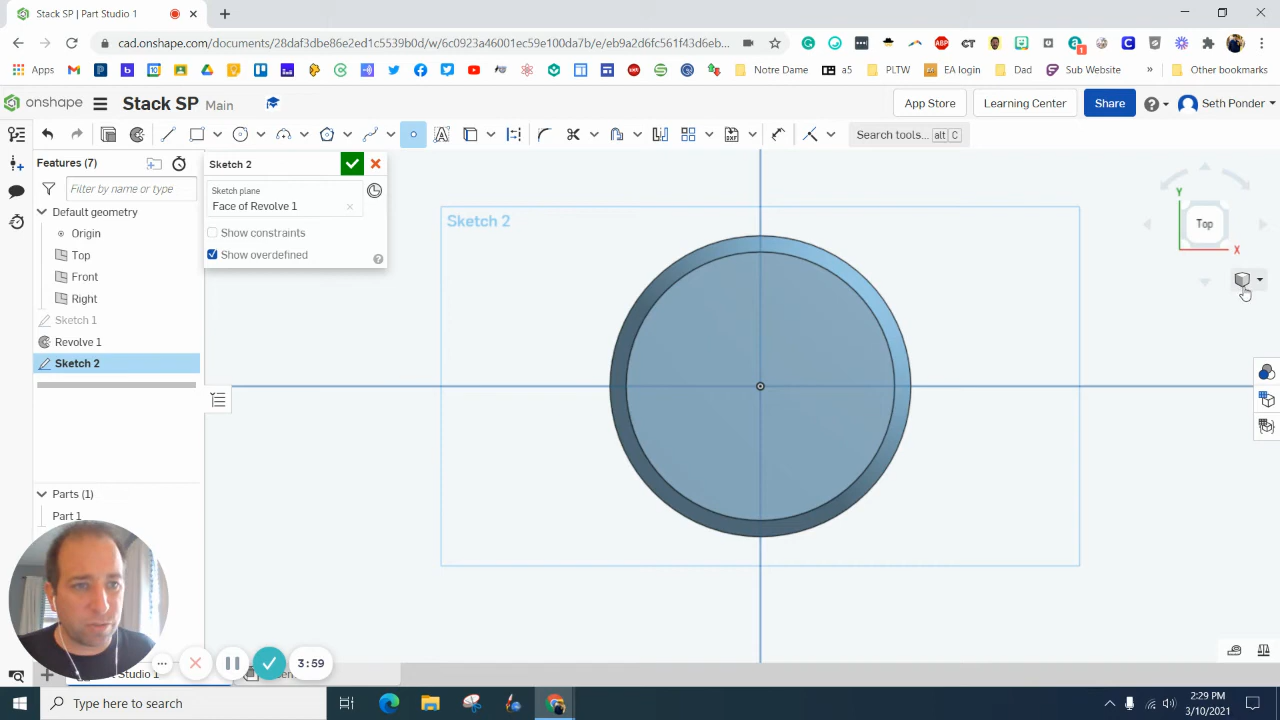 Stack SP | Part Studio 1
cad.onshape.com/documents/28daf3dba86e2ed1cc539b0d/w/6c0923a460b1ec59e100da7b/e/eb9a2d6fc561f43d6eb...
Apps
Notre Dame
a5
PLTW
EA login
Dad
Sub Website
»
Other bookmarks
onshape
Stack SP Main
App Store
Learning Center
Share
Seth Ponder
Search tools... alt C
Features (7)
Filter by name or type
Default geometry
Origin
Top
Front
Right
Sketch 1
Revolve 1
Sketch 2
Parts (1)
Part 1
Sketch 2
Sketch plane
Face of Revolve 1
Show constraints
Show overdefined
Sketch 2
Y
Top
X
3:59
t Studio 1
Type here to search
2:29 PM
3/10/2021